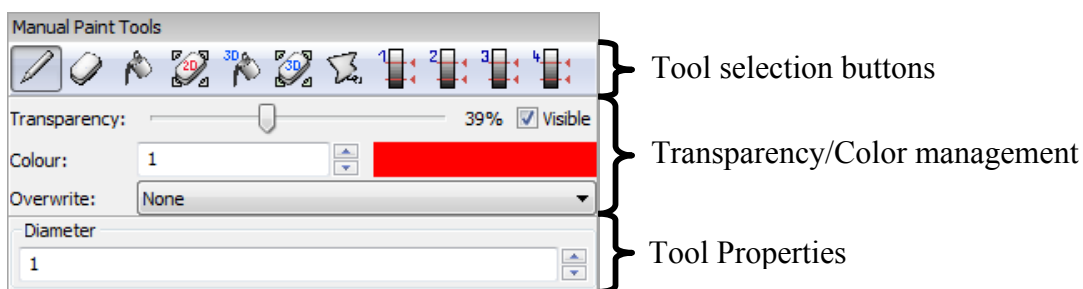 Manual Paint Tools
2D 3D 3D 1 2 3 4
Tool selection buttons
Transparency: 39% Visible
Colour: 1
Transparency/Color management
Overwrite: None
Diameter
1
Tool Properties